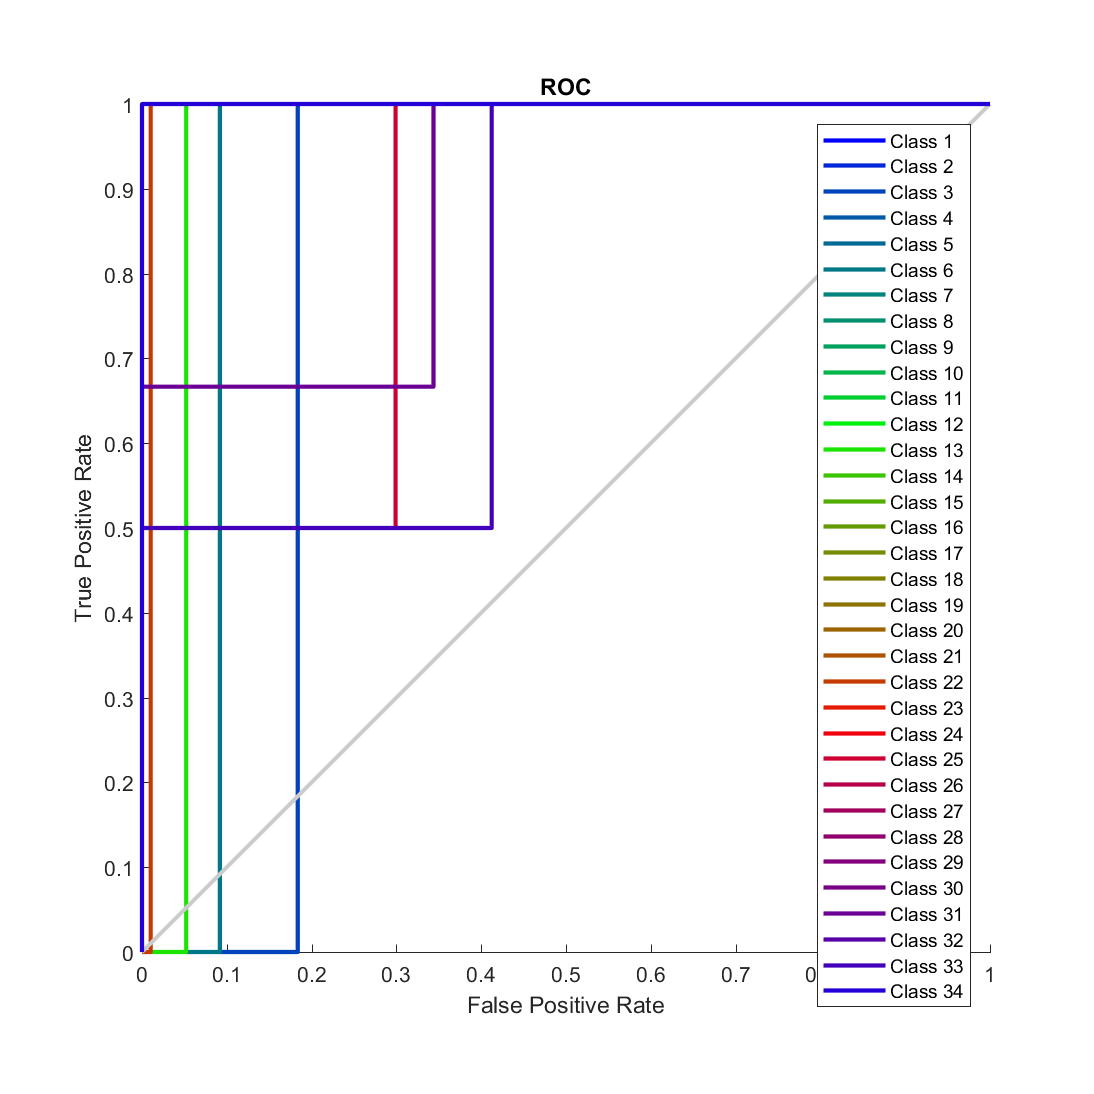 ROC
1
0.9
0.8
0.7
0.6
0.5
0.4
0.3
0.2
0.1
0
True Positive Rate
0 0.1 0.2 0.3 0.4 0.5 0.6 0.7 1
False Positive Rate
Class 1
Class 2
Class 3
Class 4
Class 5
Class 6
Class 7
Class 8
Class 9
Class 10
Class 11
Class 12
Class 13
Class 14
Class 15
Class 16
Class 17
Class 18
Class 19
Class 20
Class 21
Class 22
Class 23
Class 24
Class 25
Class 26
Class 27
Class 28
Class 29
Class 30
Class 31
Class 32
Class 33
Class 34